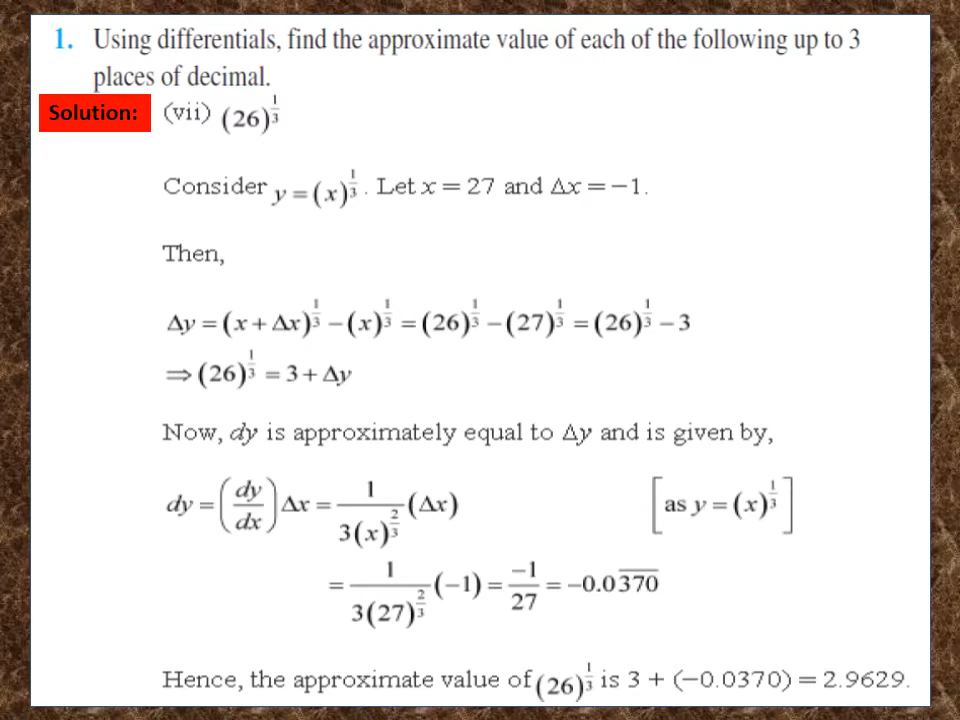 1. Using differentials, find the approximate value of each of the following up to 3
places of decimal.
Solution: (vii) (26)^{1/3}
Consider y = (x)^{1/3}. Let x = 27 and Δx = −1.
Then,
Δy = (x + Δx)^{1/3} − (x)^{1/3} = (26)^{1/3} − (27)^{1/3} = (26)^{1/3} − 3
⇒ (26)^{1/3} = 3 + Δy
Now, dy is approximately equal to Δy and is given by,
dy = (dy/dx) Δx = 1/(3(x)^{2/3}) (Δx) [as y = (x)^{1/3}]
= 1/(3(27)^{2/3}) (−1) = −1/27 = −0.0\overline{370}
Hence, the approximate value of (26)^{1/3} is 3 + (−0.0370) = 2.9629.